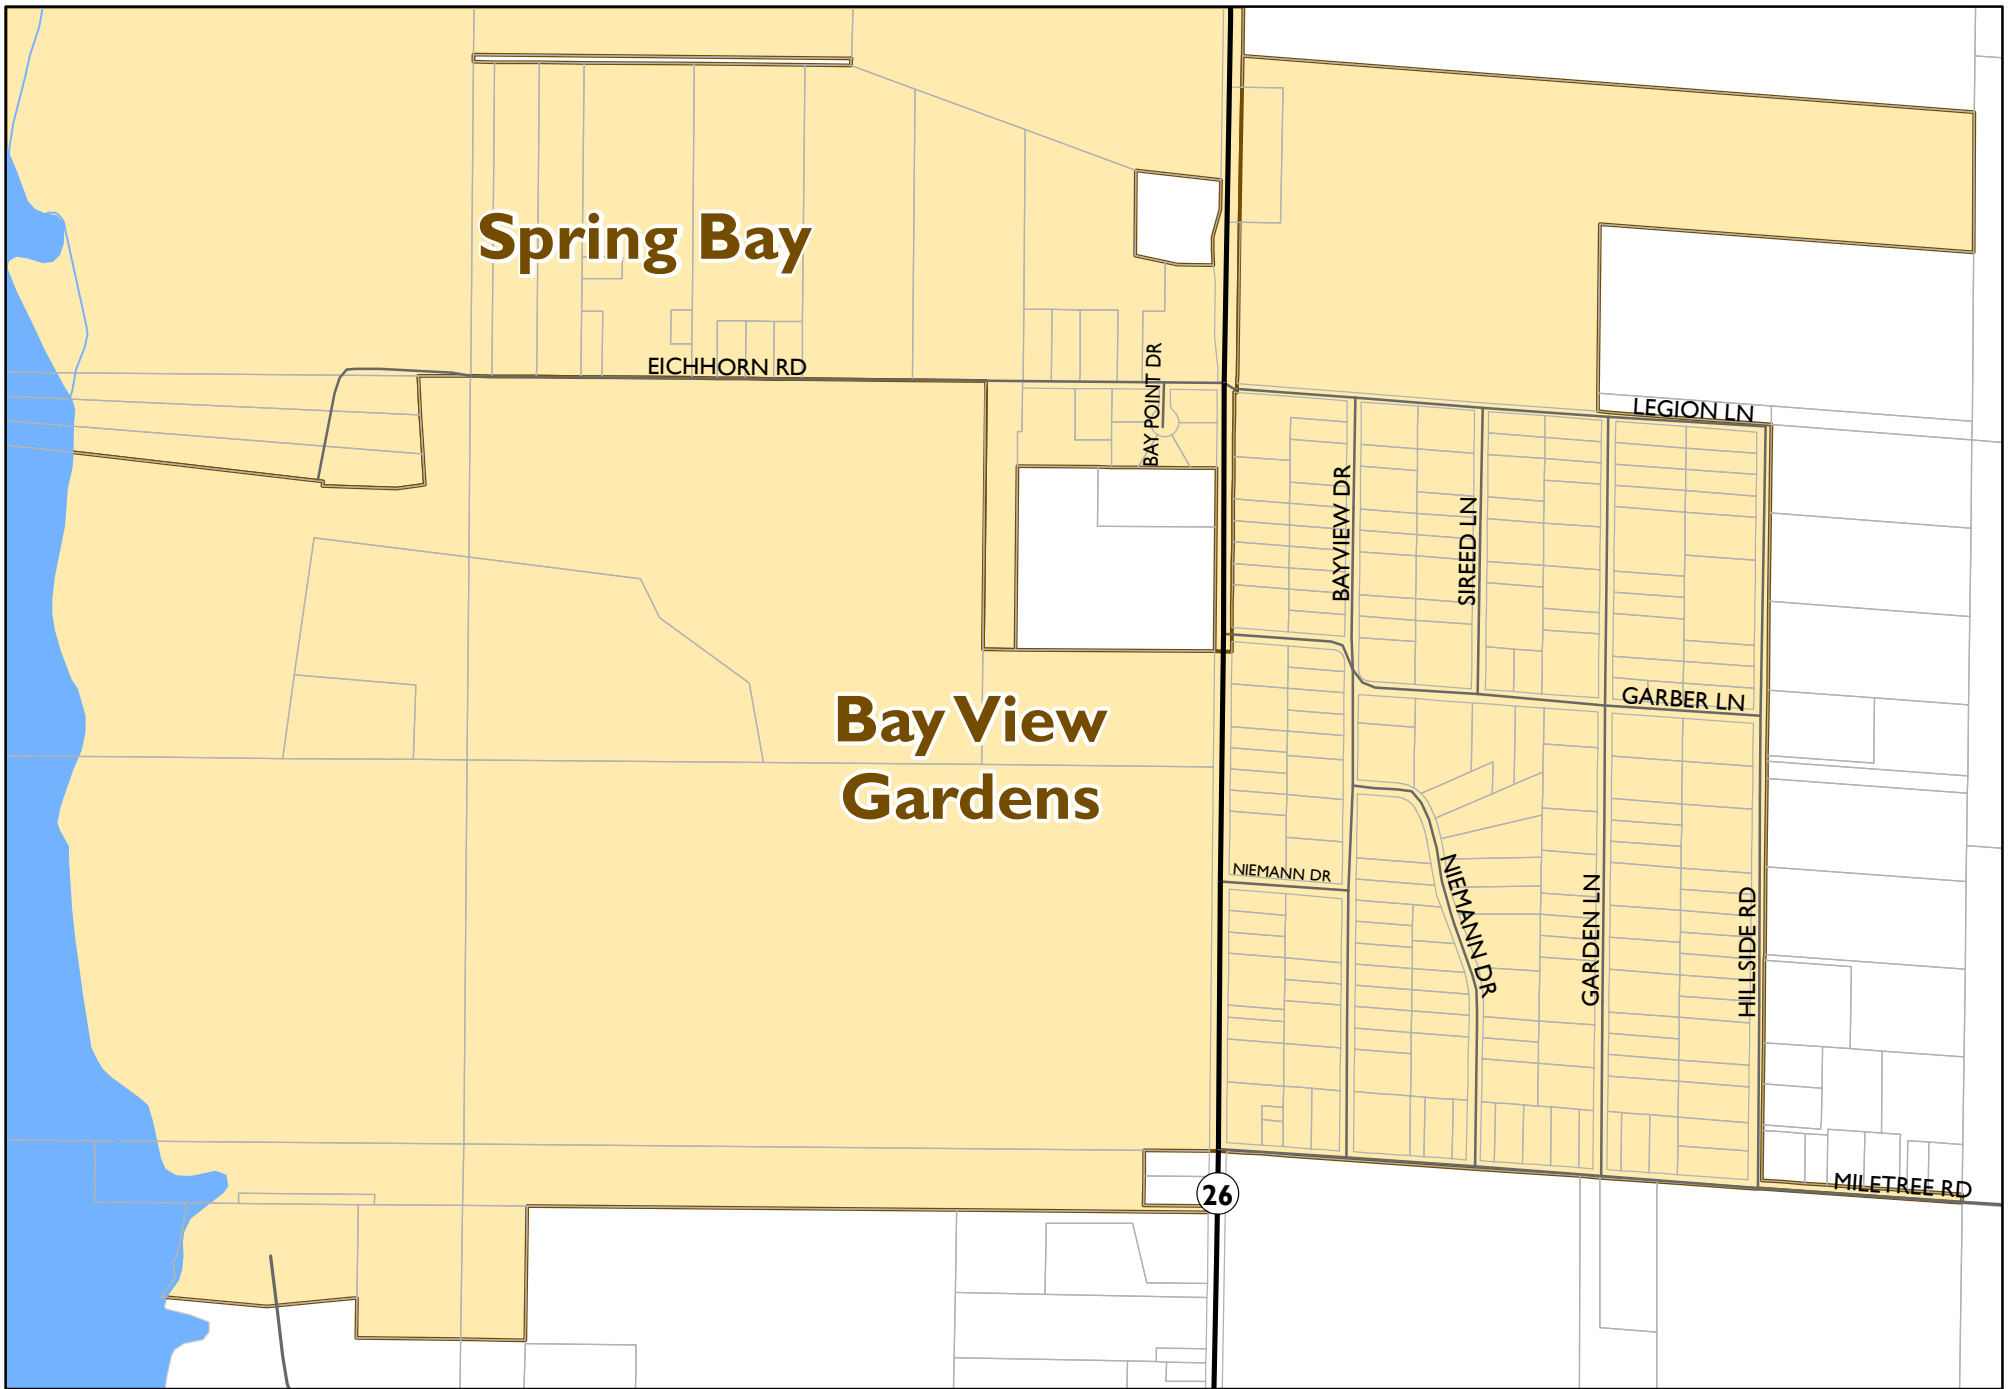 Spring Bay
EICHHORN RD
BAY POINT DR
LEGION LN
BAYVIEW DR
SIREED LN
GARBER LN
Bay View
Gardens
NIEMANN DR
NIEMANN DR
GARDEN LN
HILLSIDE RD
MILETREE RD
26